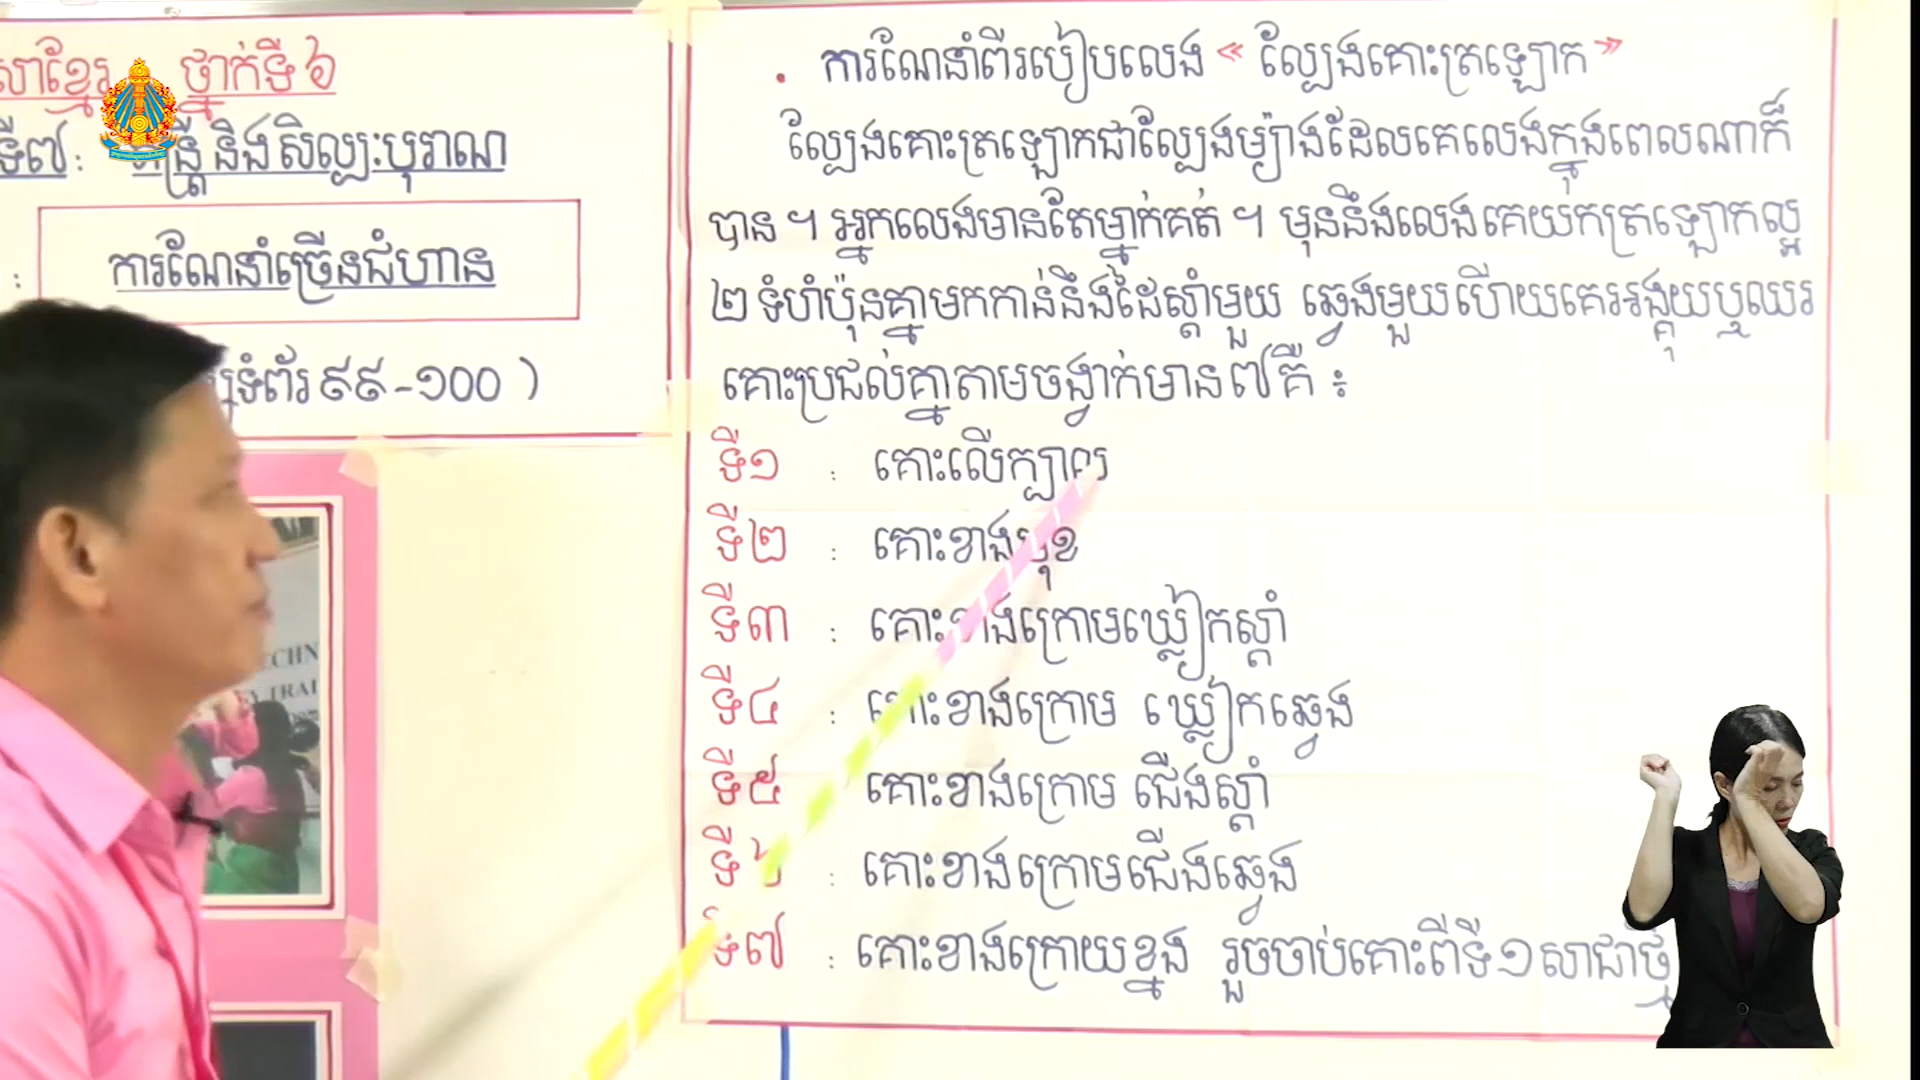 សាខ្មែរ ថ្នាក់ទី៦
ទី៧: តន្ត្រី និងសិល្បៈបុរាណ
: ការណែនាំច្រើនជំហាន
ទំព័រ ៩៩-១០០ )
ECHN
TRAI
. ការណែនាំពីរបៀបលេង « ល្បែងគោះត្រឡោក »
ល្បែងគោះត្រឡោកជាល្បែងម្យ៉ាងដែលគេលេងក្នុងពេលណាក៏
បាន ។ អ្នកលេងមានតែម្នាក់គត់ ។ មុននឹងលេងគេយកត្រឡោកល្អ
២ ទំហំប៉ុនគ្នាមកកាន់នឹងដៃស្ដាំមួយ ឆ្វេងមួយហើយគេអង្គុយឬឈរ
គោះប្រជល់គ្នាតាមចង្វាក់មាន៧គឺ ៖
ទី១ : គោះលើក្បាល
ទី២ : គោះខាងមុខ
ទី៣ : គោះខាងក្រោមភ្លៀកស្ដាំ
ទី៤ : គោះខាងក្រោម ភ្លៀកឆ្វេង
ទី៥ : គោះខាងក្រោម ជើងស្ដាំ
ទី៦ : គោះខាងក្រោមជើងឆ្វេង
ទី៧ : គោះខាងក្រោយខ្នង រួចចាប់គោះពីទី១សាជាថ្មី